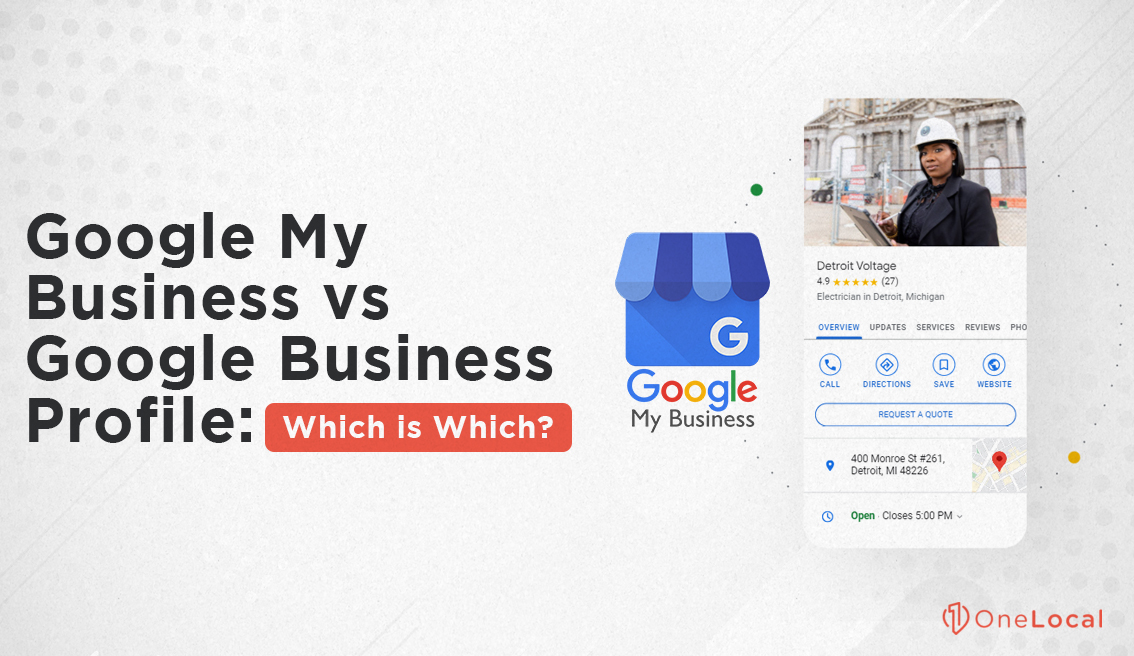 Google My
Business vs
Google Business
Profile: Which is Which?
G
Google
My Business
Detroit Voltage
4.9 ★★★★★ (27)
Electrician in Detroit, Michigan
OVERVIEW UPDATES SERVICES REVIEWS PHO
CALL DIRECTIONS SAVE WEBSITE
REQUEST A QUOTE
400 Monroe St #261,
Detroit, MI 48226
Open · Closes 5:00 PM
OneLocal